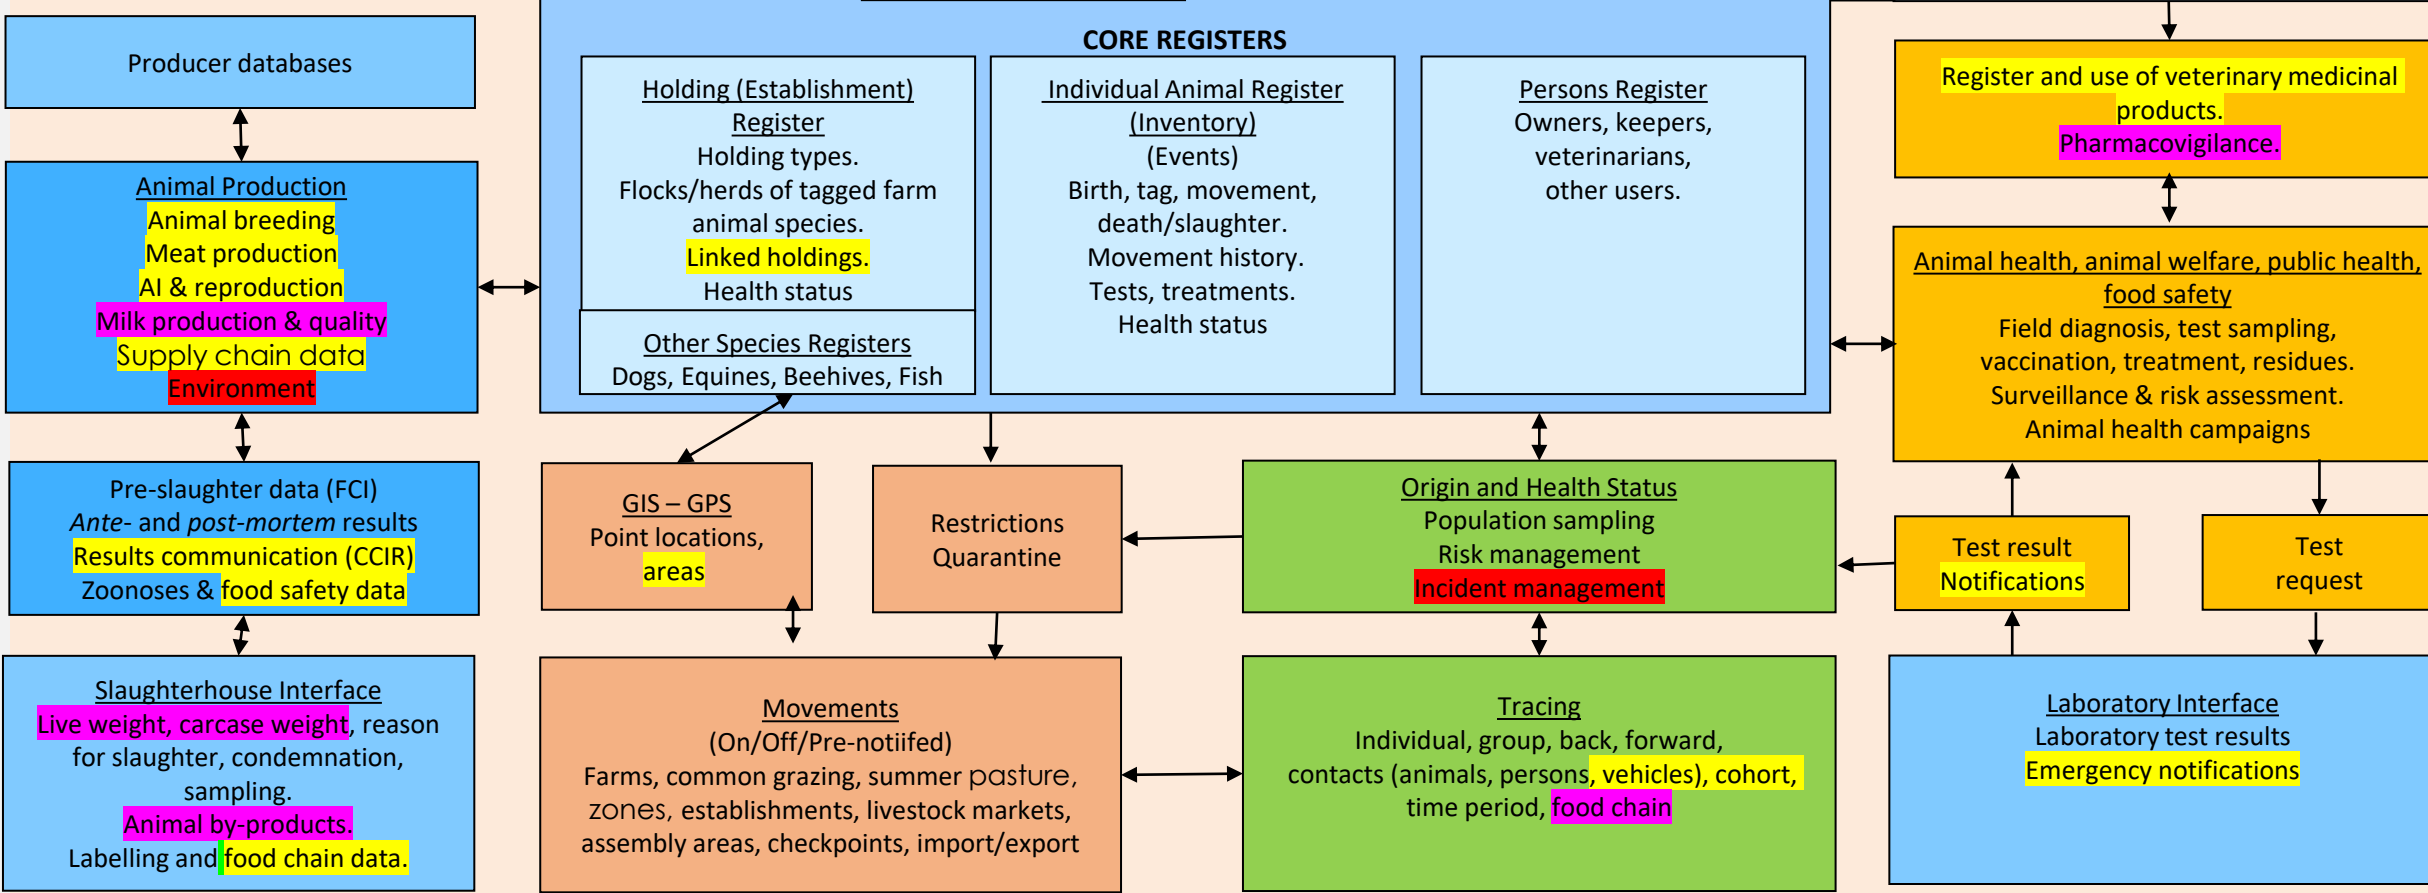 Producer databases
Animal Production
Animal breeding
Meat production
AI & reproduction
Milk production & quality
Supply chain data
Environment
Pre-slaughter data (FCI)
Ante- and post-mortem results
Results communication (CCIR)
Zoonoses & food safety data
Slaughterhouse Interface
Live weight, carcase weight, reason
for slaughter, condemnation,
sampling.
Animal by-products.
Labelling and food chain data.
CORE REGISTERS
Holding (Establishment)
Register
Holding types.
Flocks/herds of tagged farm
animal species.
Linked holdings.
Health status
Other Species Registers
Dogs, Equines, Beehives, Fish
Individual Animal Register
(Inventory)
(Events)
Birth, tag, movement,
death/slaughter.
Movement history.
Tests, treatments.
Health status
Persons Register
Owners, keepers,
veterinarians,
other users.
GIS – GPS
Point locations,
areas
Restrictions
Quarantine
Origin and Health Status
Population sampling
Risk management
Incident management
Movements
(On/Off/Pre-notiifed)
Farms, common grazing, summer pasture,
zones, establishments, livestock markets,
assembly areas, checkpoints, import/export
Tracing
Individual, group, back, forward,
contacts (animals, persons, vehicles), cohort,
time period, food chain
Register and use of veterinary medicinal
products.
Pharmacovigilance.
Animal health, animal welfare, public health,
food safety
Field diagnosis, test sampling,
vaccination, treatment, residues.
Surveillance & risk assessment.
Animal health campaigns
Test result
Notifications
Test
request
Laboratory Interface
Laboratory test results
Emergency notifications